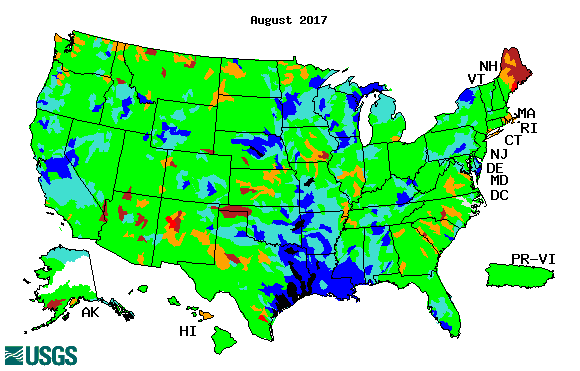 August 2017
NH
VT
MA
RI
CT
NJ
DE
MD
DC
PR-VI
AK
HI
USGS